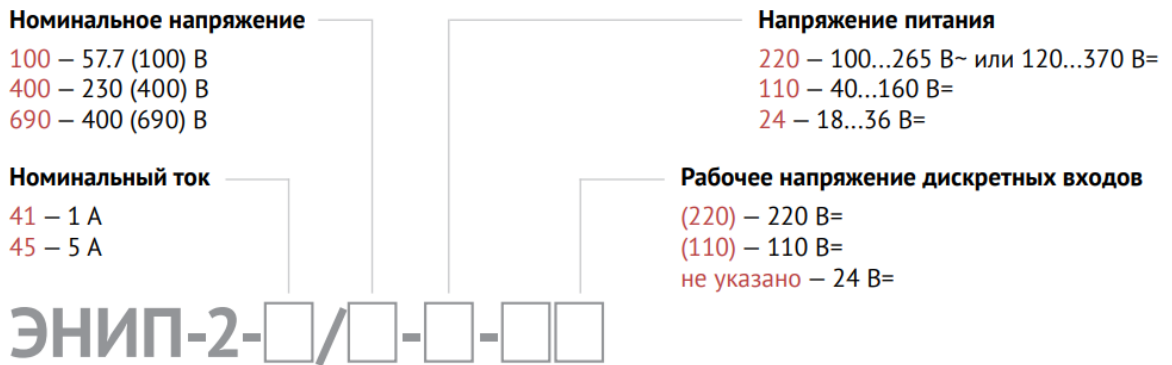 Номинальное напряжение
100 – 57.7 (100) В
400 – 230 (400) В
690 – 400 (690) В
Напряжение питания
220 – 100...265 В~ или 120...370 В=
110 – 40...160 В=
24 – 18...36 В=
Номинальный ток
41 – 1 А
45 – 5 А
Рабочее напряжение дискретных входов
(220) – 220 В=
(110) – 110 В=
не указано – 24 В=
ЭНИП-2-□/□-□-□□